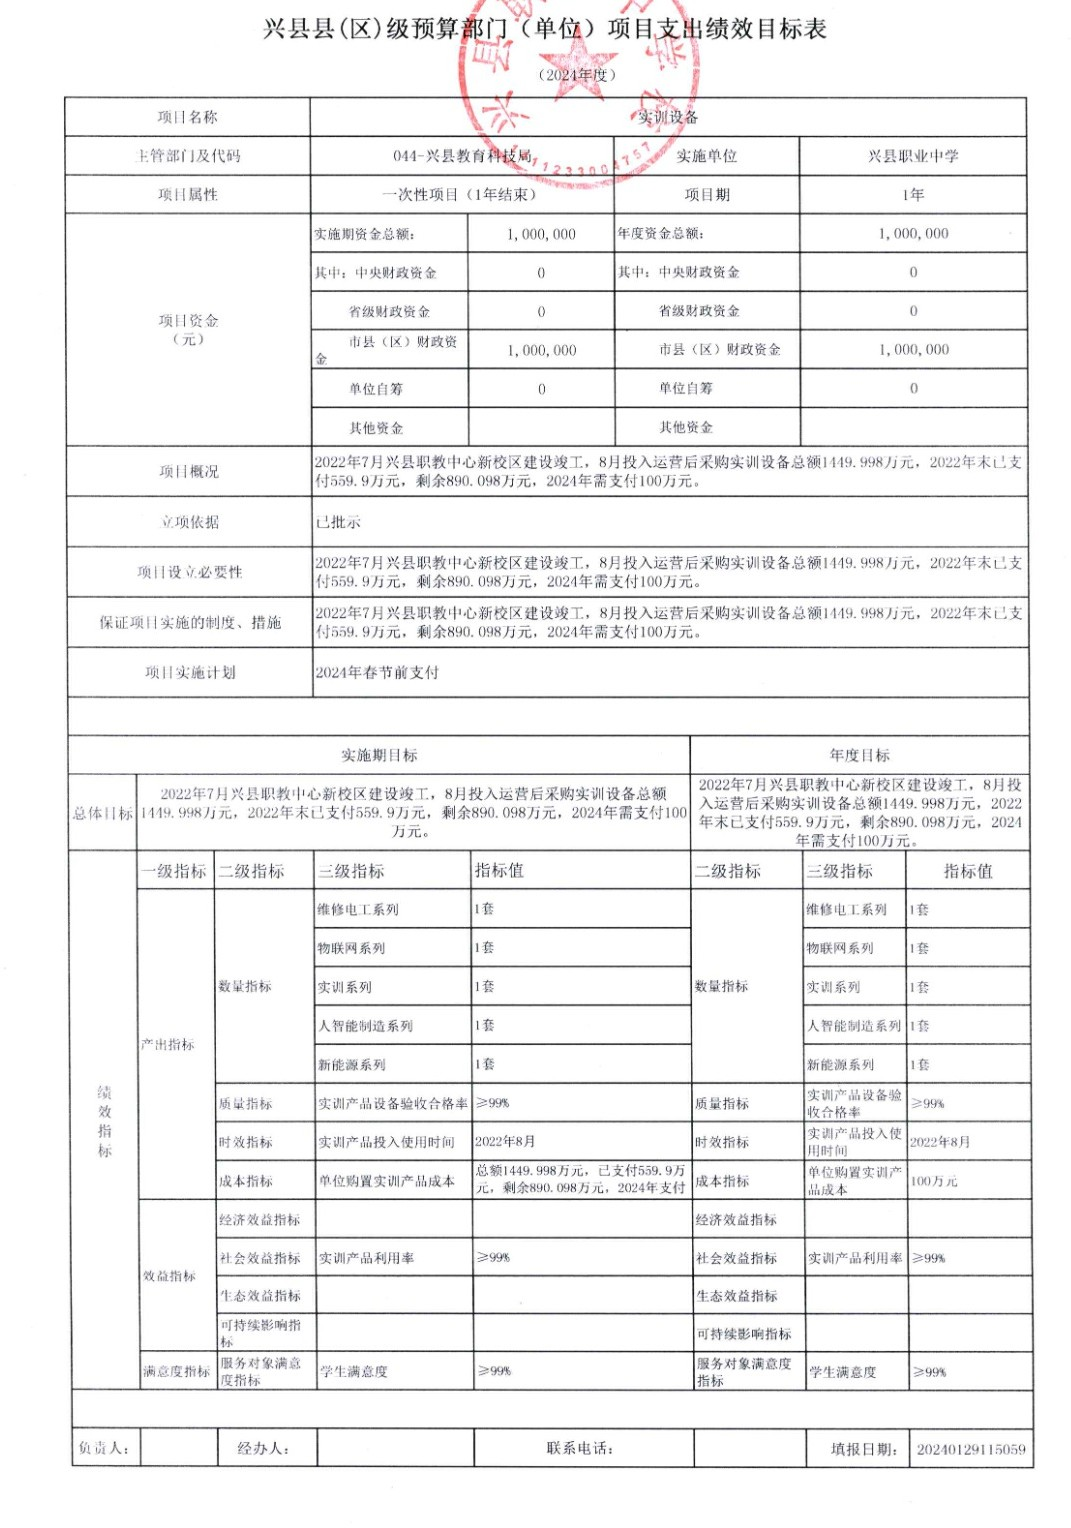 兴县县(区)级预算部门（单位）项目支出绩效目标表
（2024年度）
项目名称 实训设备
主管部门及代码 044-兴县教育科技局 实施单位 兴县职业中学
项目属性 一次性项目（1年结束） 项目期 1年
项目资金
（元）
实施期资金总额： 1,000,000 年度资金总额： 1,000,000
其中：中央财政资金 0 其中：中央财政资金 0
省级财政资金 0 省级财政资金 0
市县（区）财政资
金 1,000,000 市县（区）财政资金 1,000,000
单位自筹 0 单位自筹 0
其他资金 其他资金
项目概况 2022年7月兴县职教中心新校区建设竣工，8月投入运营后采购实训设备总额1449.998万元，2022年末已支
付559.9万元，剩余890.098万元，2024年需支付100万元。
立项依据 已批示
项目设立必要性 2022年7月兴县职教中心新校区建设竣工，8月投入运营后采购实训设备总额1449.998万元，2022年末已支
付559.9万元，剩余890.098万元，2024年需支付100万元。
保证项目实施的制度、措施 2022年7月兴县职教中心新校区建设竣工，8月投入运营后采购实训设备总额1449.998万元，2022年末已支
付559.9万元，剩余890.098万元，2024年需支付100万元。
项目实施计划 2024年春节前支付
实施期目标 年度目标
总体目标
2022年7月兴县职教中心新校区建设竣工，8月投入运营后采购实训设备总额
1449.998万元，2022年末已支付559.9万元，剩余890.098万元，2024年需支付100
万元。
2022年7月兴县职教中心新校区建设竣工，8月投
入运营后采购实训设备总额1449.998万元，2022
年末已支付559.9万元，剩余890.098万元，2024
年需支付100万元。
绩效指标
一级指标 二级指标 三级指标 指标值 二级指标 三级指标 指标值
产出指标
数量指标 维修电工系列 1套 数量指标 维修电工系列 1套
物联网系列 1套 物联网系列 1套
实训系列 1套 实训系列 1套
人智能制造系列 1套 人智能制造系列 1套
新能源系列 1套 新能源系列 1套
质量指标 实训产品设备验收合格率 ≥99% 质量指标 实训产品设备验
收合格率 ≥99%
时效指标 实训产品投入使用时间 2022年8月 时效指标 实训产品投入使
用时间 2022年8月
成本指标 单位购置实训产品成本 总额1449.998万元，已支付559.9万
元，剩余890.098万元，2024年支付 成本指标 单位购置实训产
品成本 100万元
效益指标
经济效益指标 经济效益指标
社会效益指标 实训产品利用率 ≥99% 社会效益指标 实训产品利用率 ≥99%
生态效益指标 生态效益指标
可持续影响指
标 可持续影响指标
满意度指标 服务对象满意
度指标 学生满意度 ≥99% 服务对象满意度
指标 学生满意度 ≥99%
负责人： 经办人： 联系电话： 填报日期： 20240129115059